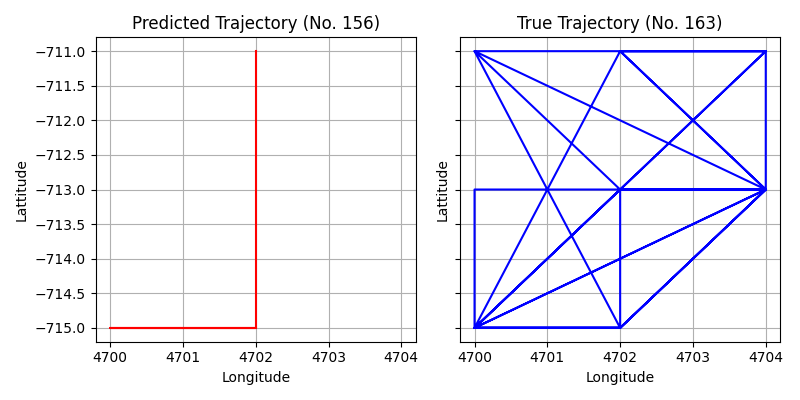 Predicted Trajectory (No. 156)
True Trajectory (No. 163)
−711.0
−711.5
−712.0
−712.5
−713.0
−713.5
−714.0
−714.5
−715.0
Lattitude
Lattitude
4700 4701 4702 4703 4704
4700 4701 4702 4703 4704
Longitude
Longitude